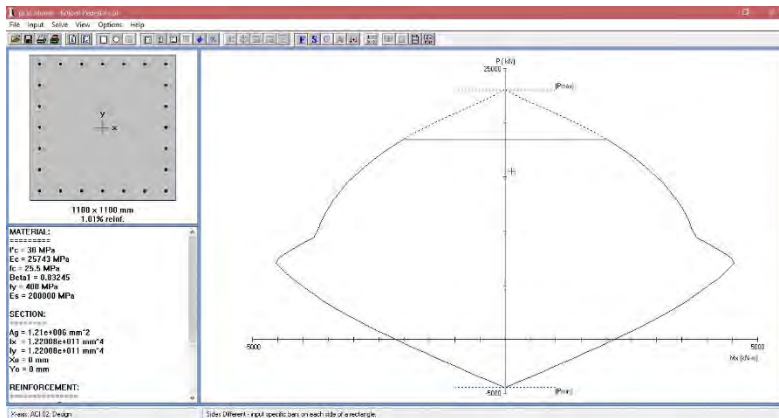 File Input Solve View Options Help
y
x
1100 x 1100 mm
1.01% reinf.
MATERIAL:
=========
Ec = 25743 MPa
fc = 25.5 MPa
Beta1 = 0.83245
fy = 400 MPa
Es = 200000 MPa
SECTION:
========
Ag = 1.21e+006 mm^2
Ix = 1.22008e+011 mm^4
Iy = 1.22008e+011 mm^4
Xo = 0 mm
Yo = 0 mm
REINFORCEMENT:
P (kN)
25000
(Pmax)
-5000
5000
Mx (kN-m)
-5000
(Pmin)
X-axis: ACI 02, Design
Sides Different - input specific bars on each side of a rectangle.